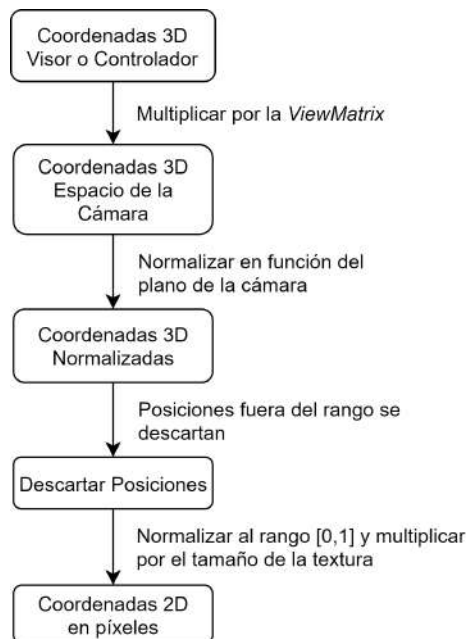 Coordenadas 3D
Visor o Controlador
Multiplicar por la ViewMatrix
Coordenadas 3D
Espacio de la
Cámara
Normalizar en función del
plano de la cámara
Coordenadas 3D
Normalizadas
Posiciones fuera del rango se
descartan
Descartar Posiciones
Normalizar al rango [0,1] y multiplicar
por el tamaño de la textura
Coordenadas 2D
en píxeles